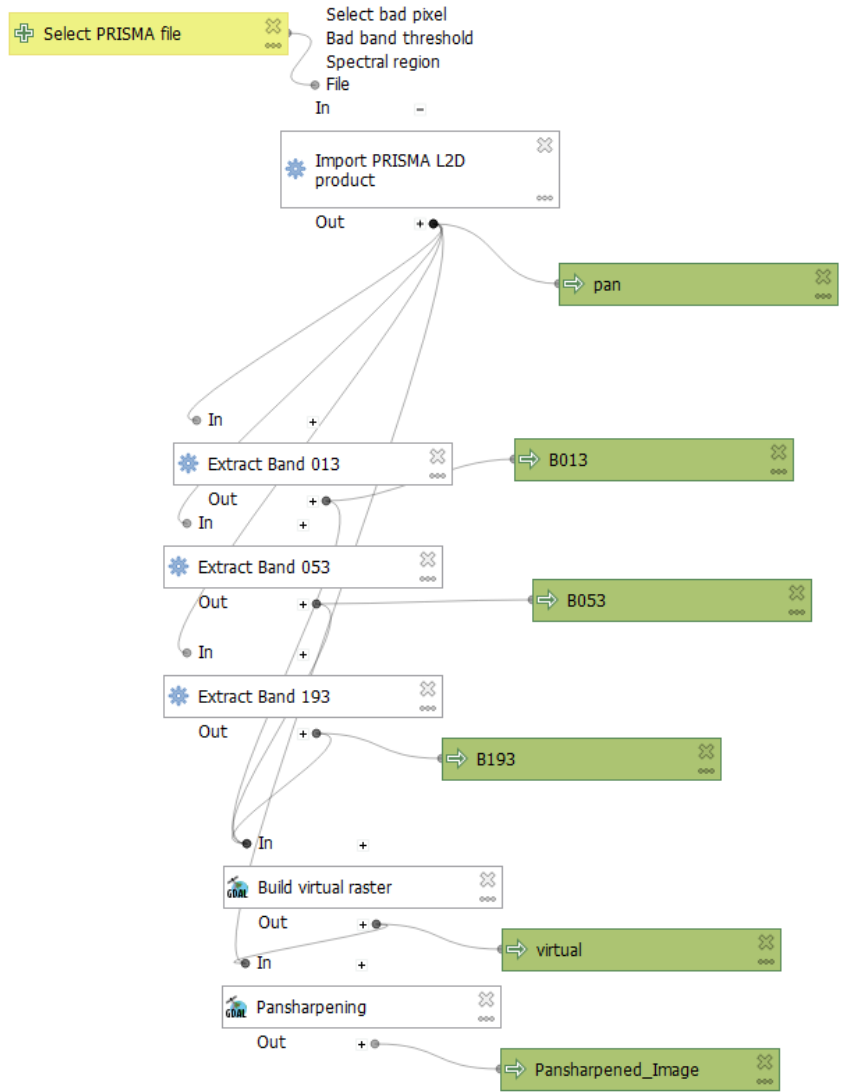 Select PRISMA file
Select bad pixel
Bad band threshold
Spectral region
File
In
Import PRISMA L2D
product
Out
pan
In
Extract Band 013
B013
Out
In
Extract Band 053
B053
Out
In
Extract Band 193
Out
B193
In
GDAL
Build virtual raster
Out
virtual
In
GDAL
Pansharpening
Out
Pansharpened_Image